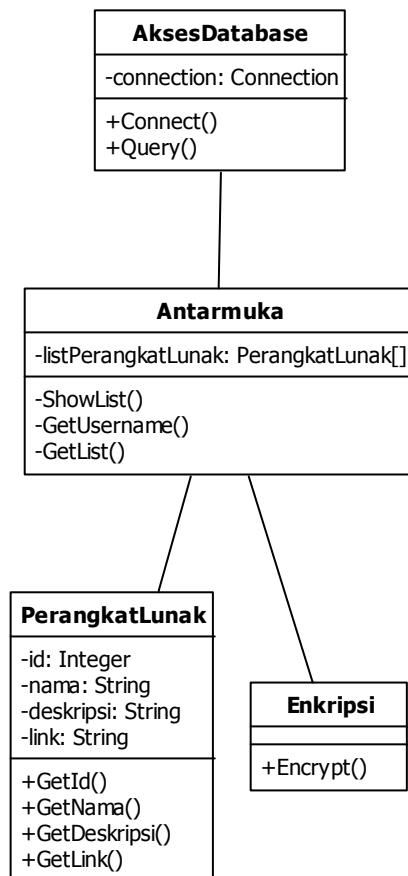 AksesDatabase
-connection: Connection
+Connect()
+Query()
Antarmuka
-listPerangkatLunak: PerangkatLunak[]
-ShowList()
-GetUsername()
-GetList()
PerangkatLunak
-id: Integer
-nama: String
-deskripsi: String
-link: String
+GetId()
+GetNama()
+GetDeskripsi()
+GetLink()
Enkripsi
+Encrypt()